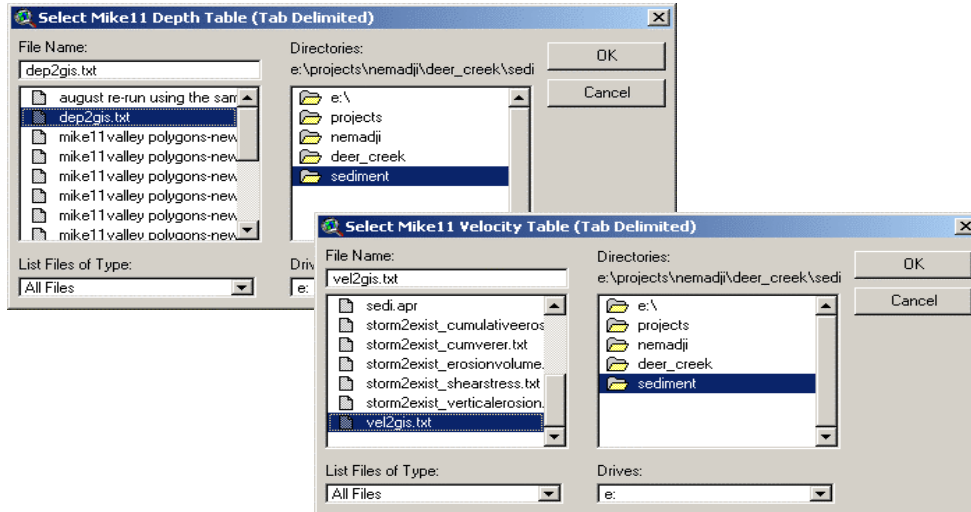 Select Mike11 Depth Table (Tab Delimited)
File Name:
dep2gis.txt
august re-run using the sam
dep2gis.txt
mike11valley polygons-new
mike11valley polygons-new
mike11valley polygons-new
mike11valley polygons-new
mike11valley polygons-new
mike11valley polygons-new
List Files of Type:
All Files
Directories:
e:\projects\nemadji\deer_creek\sedi
e:\
projects
nemadji
deer_creek
sediment
Driv
e:
OK
Cancel
Select Mike11 Velocity Table (Tab Delimited)
File Name:
vel2gis.txt
sedi.apr
storm2exist_cumulativeeros
storm2exist_cumverer.txt
storm2exist_erosionvolume.
storm2exist_shearstress.txt
storm2exist_verticalerosion.
vel2gis.txt
List Files of Type:
All Files
Directories:
e:\projects\nemadji\deer_creek\sedi
e:\
projects
nemadji
deer_creek
sediment
Drives:
e:
OK
Cancel